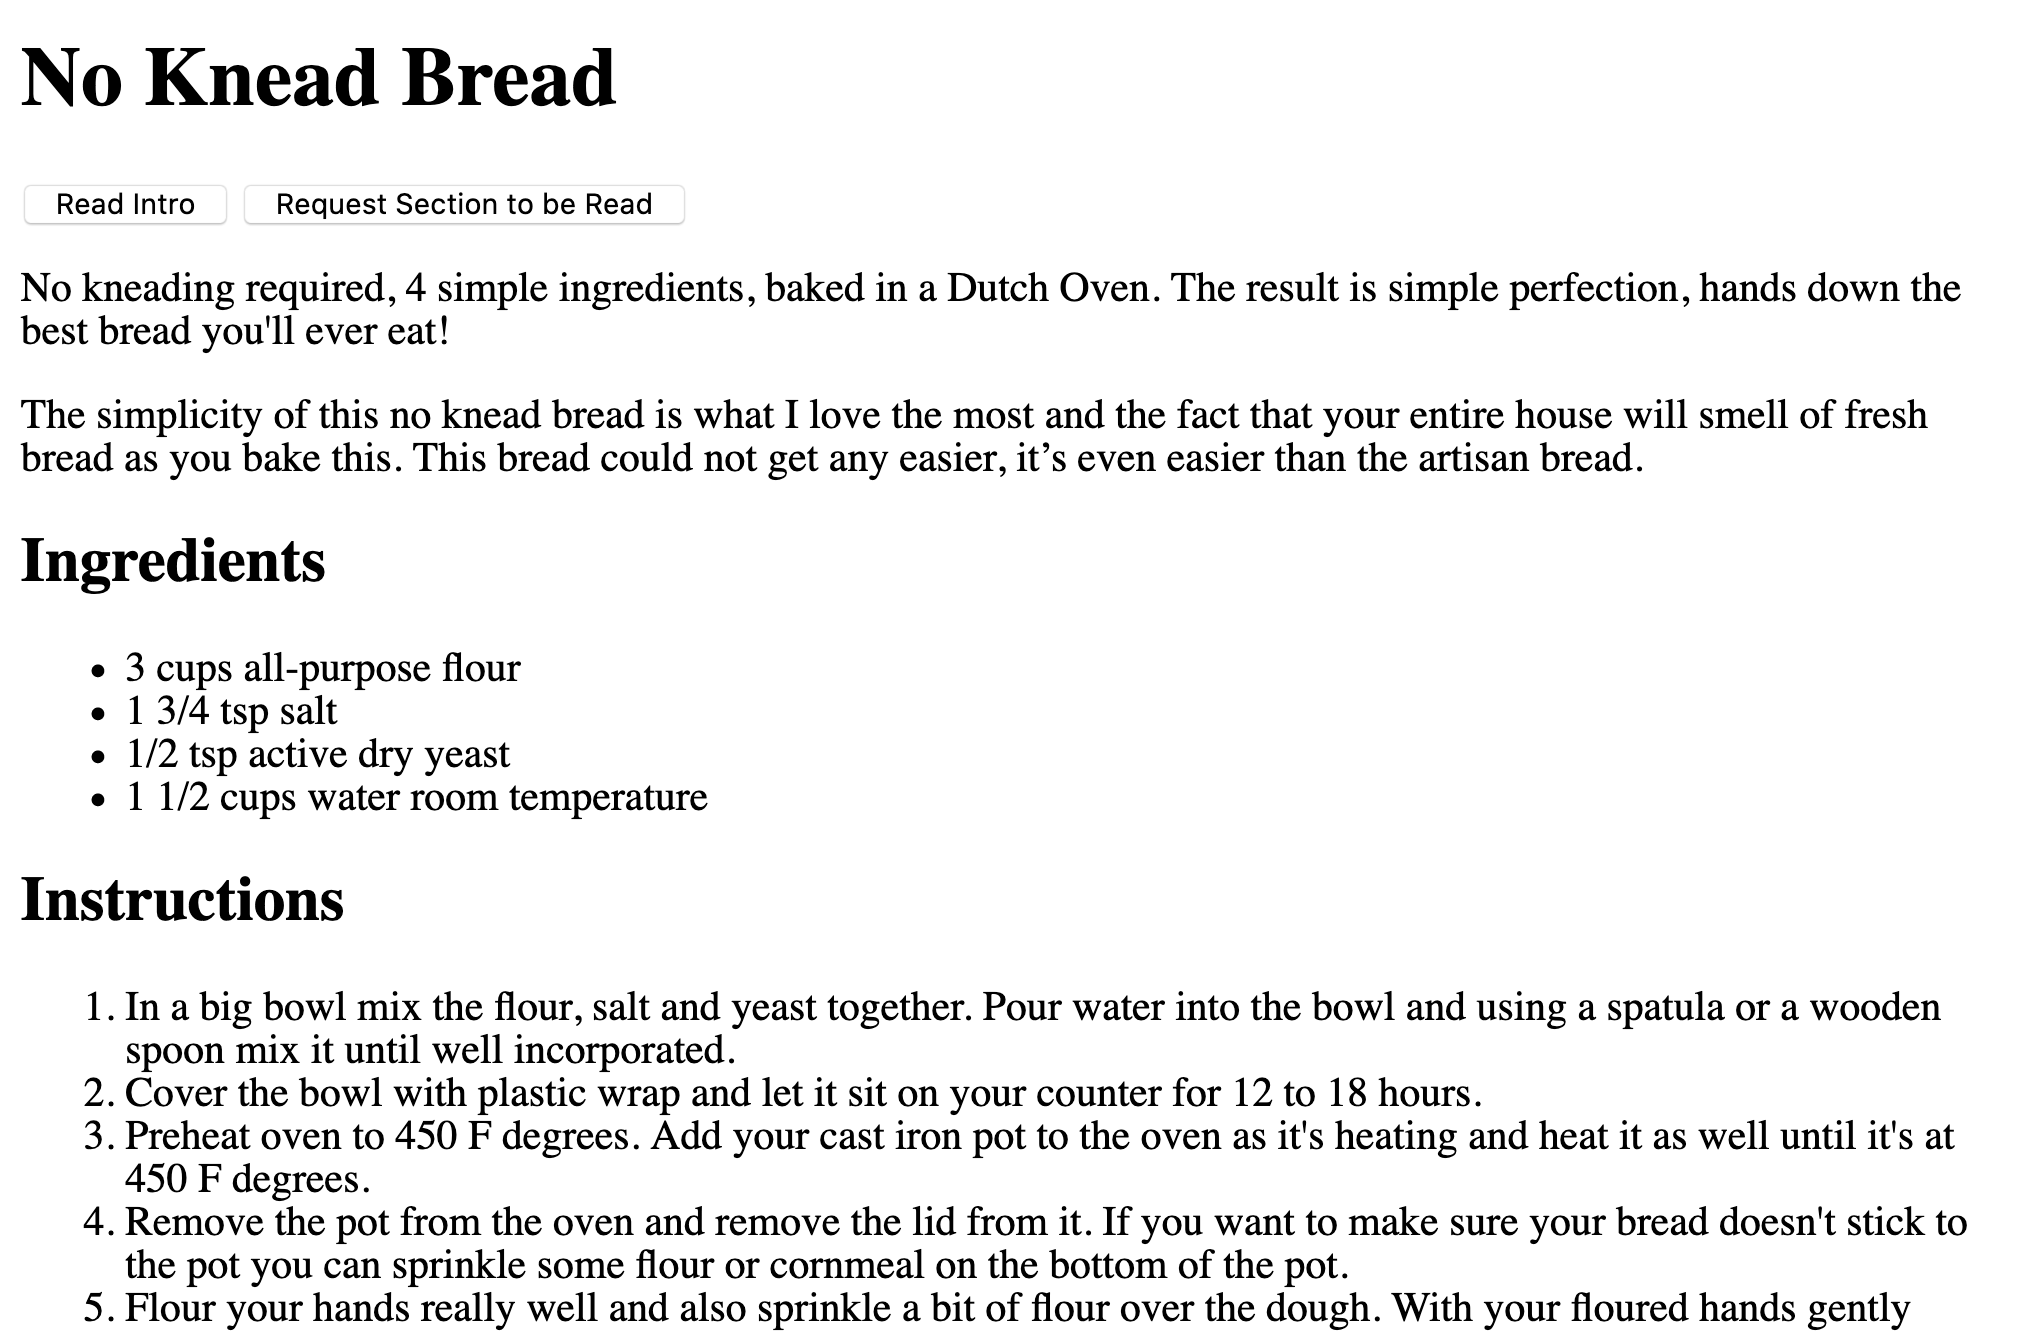 No Knead Bread
Read Intro Request Section to be Read
No kneading required, 4 simple ingredients, baked in a Dutch Oven. The result is simple perfection, hands down the
best bread you'll ever eat!
The simplicity of this no knead bread is what I love the most and the fact that your entire house will smell of fresh
bread as you bake this. This bread could not get any easier, it’s even easier than the artisan bread.
Ingredients
• 3 cups all-purpose flour
• 1 3/4 tsp salt
• 1/2 tsp active dry yeast
• 1 1/2 cups water room temperature
Instructions
1. In a big bowl mix the flour, salt and yeast together. Pour water into the bowl and using a spatula or a wooden
spoon mix it until well incorporated.
2. Cover the bowl with plastic wrap and let it sit on your counter for 12 to 18 hours.
3. Preheat oven to 450 F degrees. Add your cast iron pot to the oven as it's heating and heat it as well until it's at
450 F degrees.
4. Remove the pot from the oven and remove the lid from it. If you want to make sure your bread doesn't stick to
the pot you can sprinkle some flour or cornmeal on the bottom of the pot.
5. Flour your hands really well and also sprinkle a bit of flour over the dough. With your floured hands gently